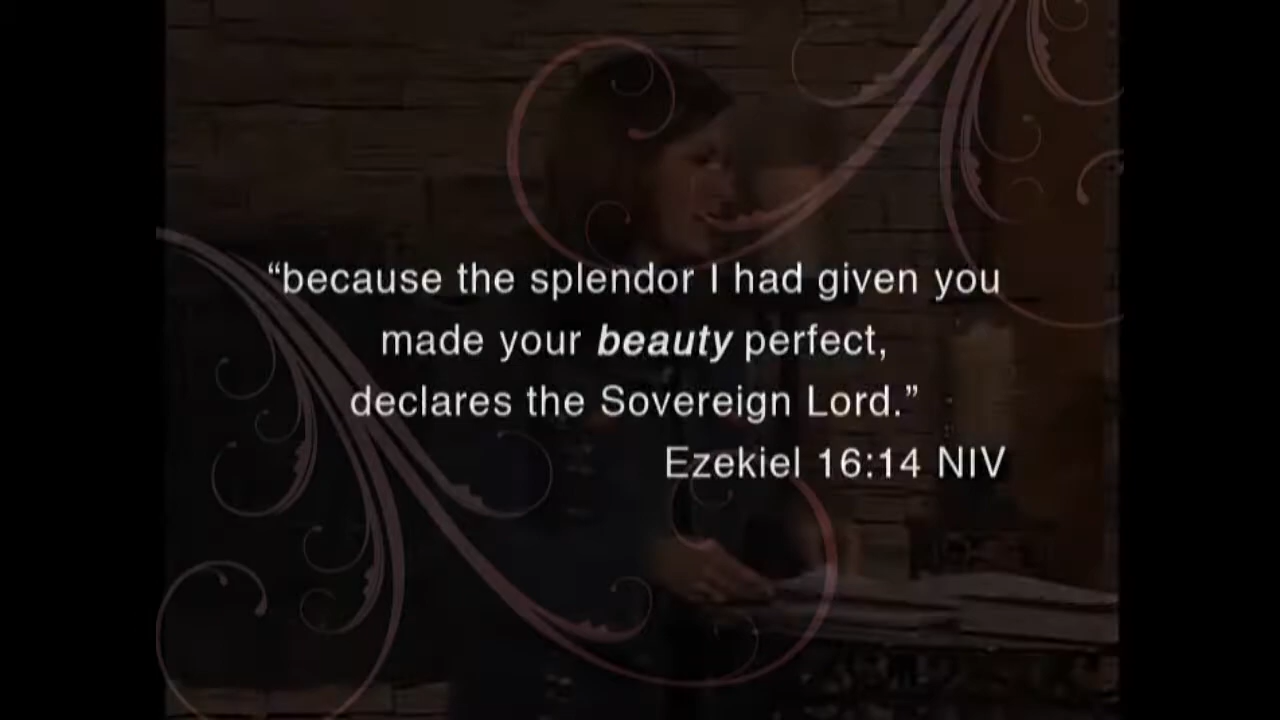 “because the splendor I had given you
made your beauty perfect,
declares the Sovereign Lord.”
Ezekiel 16:14 NIV